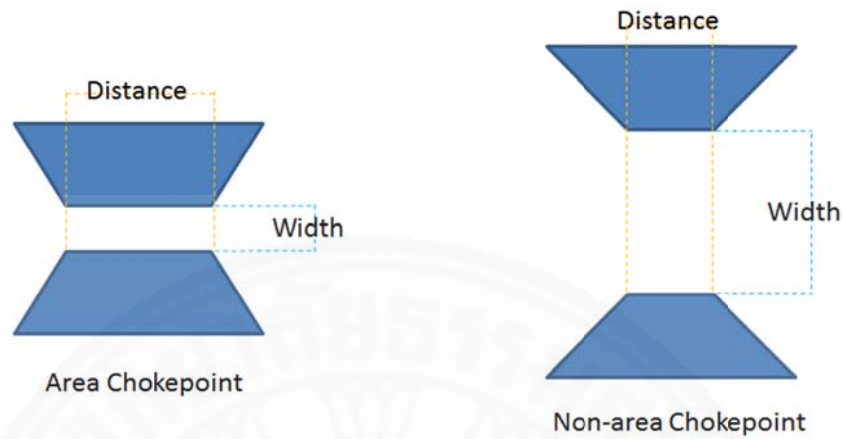 Distance
Width
Area Chokepoint
Distance
Width
Non-area Chokepoint